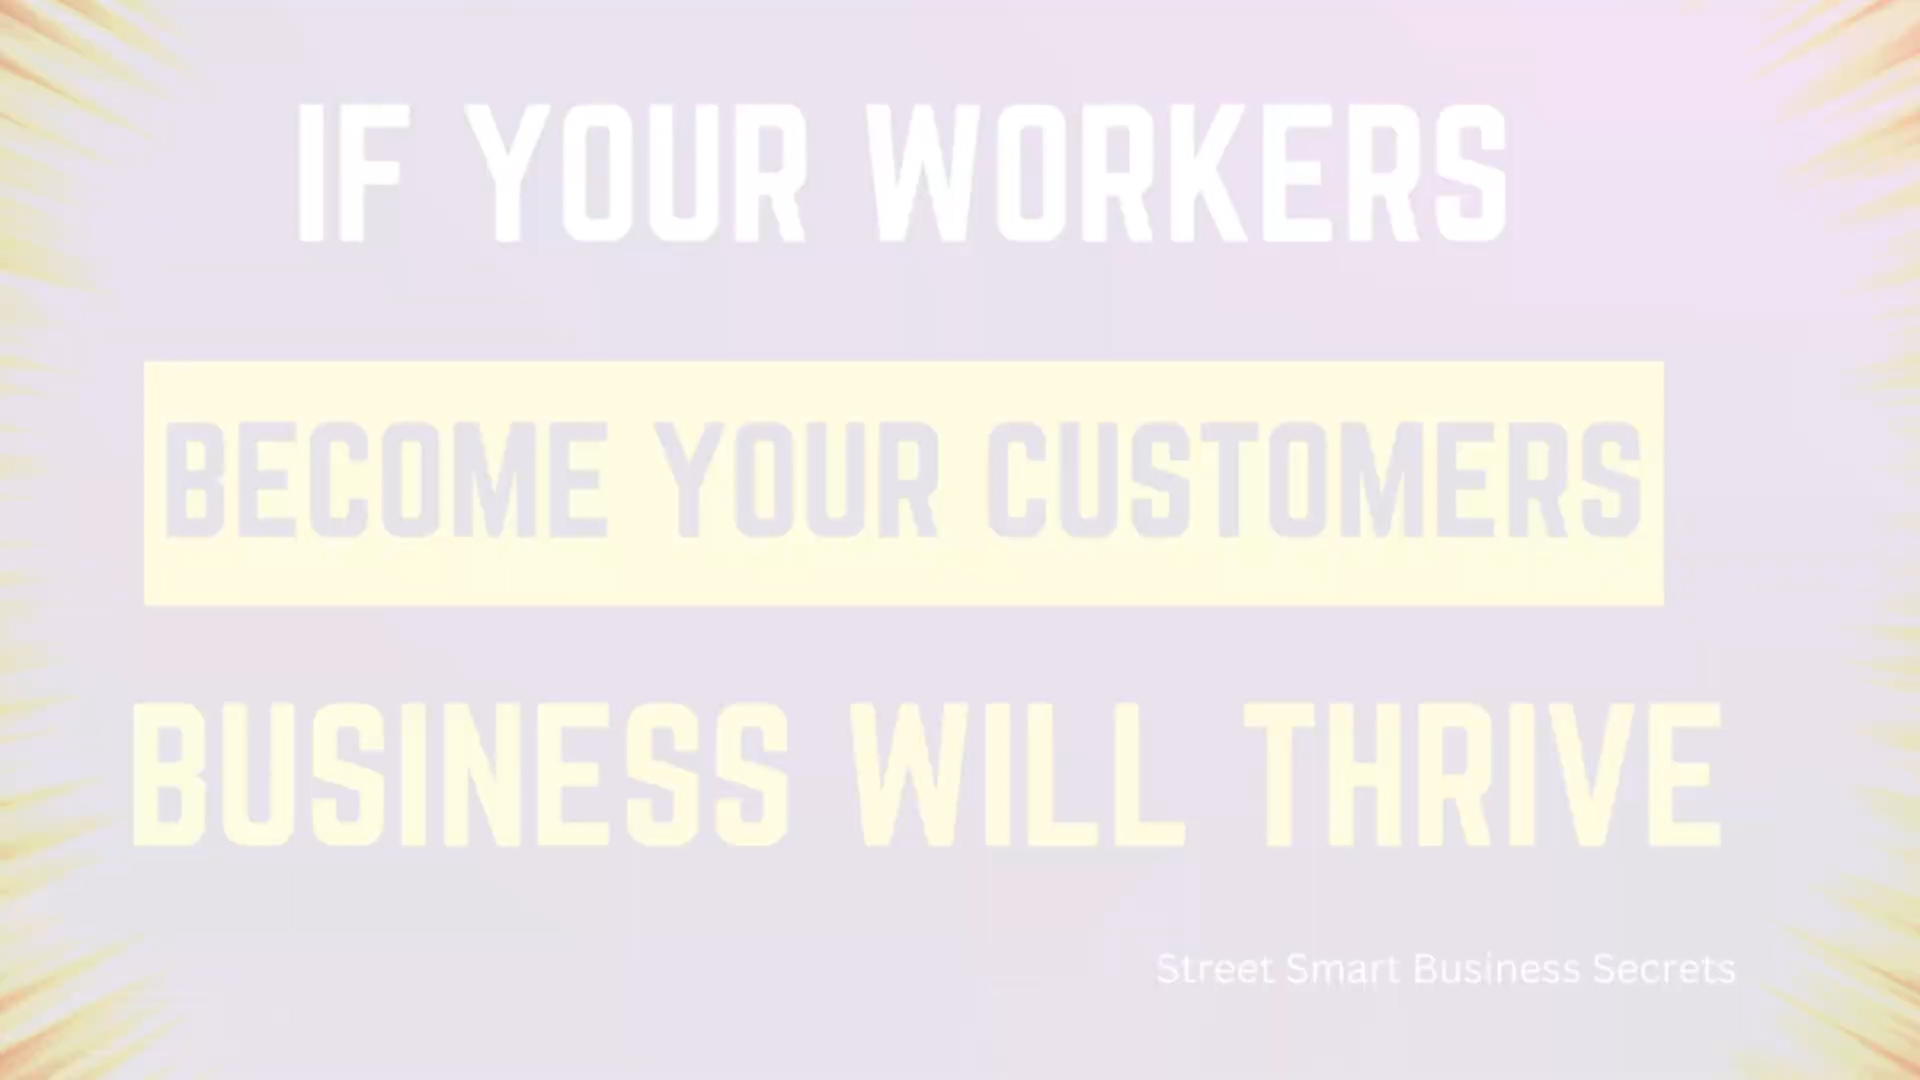 IF YOUR WORKERS
BECOME YOUR CUSTOMERS
BUSINESS WILL THRIVE
Street Smart Business Secrets